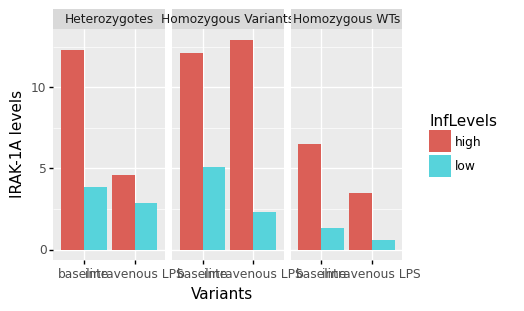 Heterozygotes
Homozygous Variants
Homozygous WTs
IRAK-1A levels
10
5
0
baseline
intravenous LPS
baseline
intravenous LPS
baseline
intravenous LPS
Variants
InfLevels
high
low